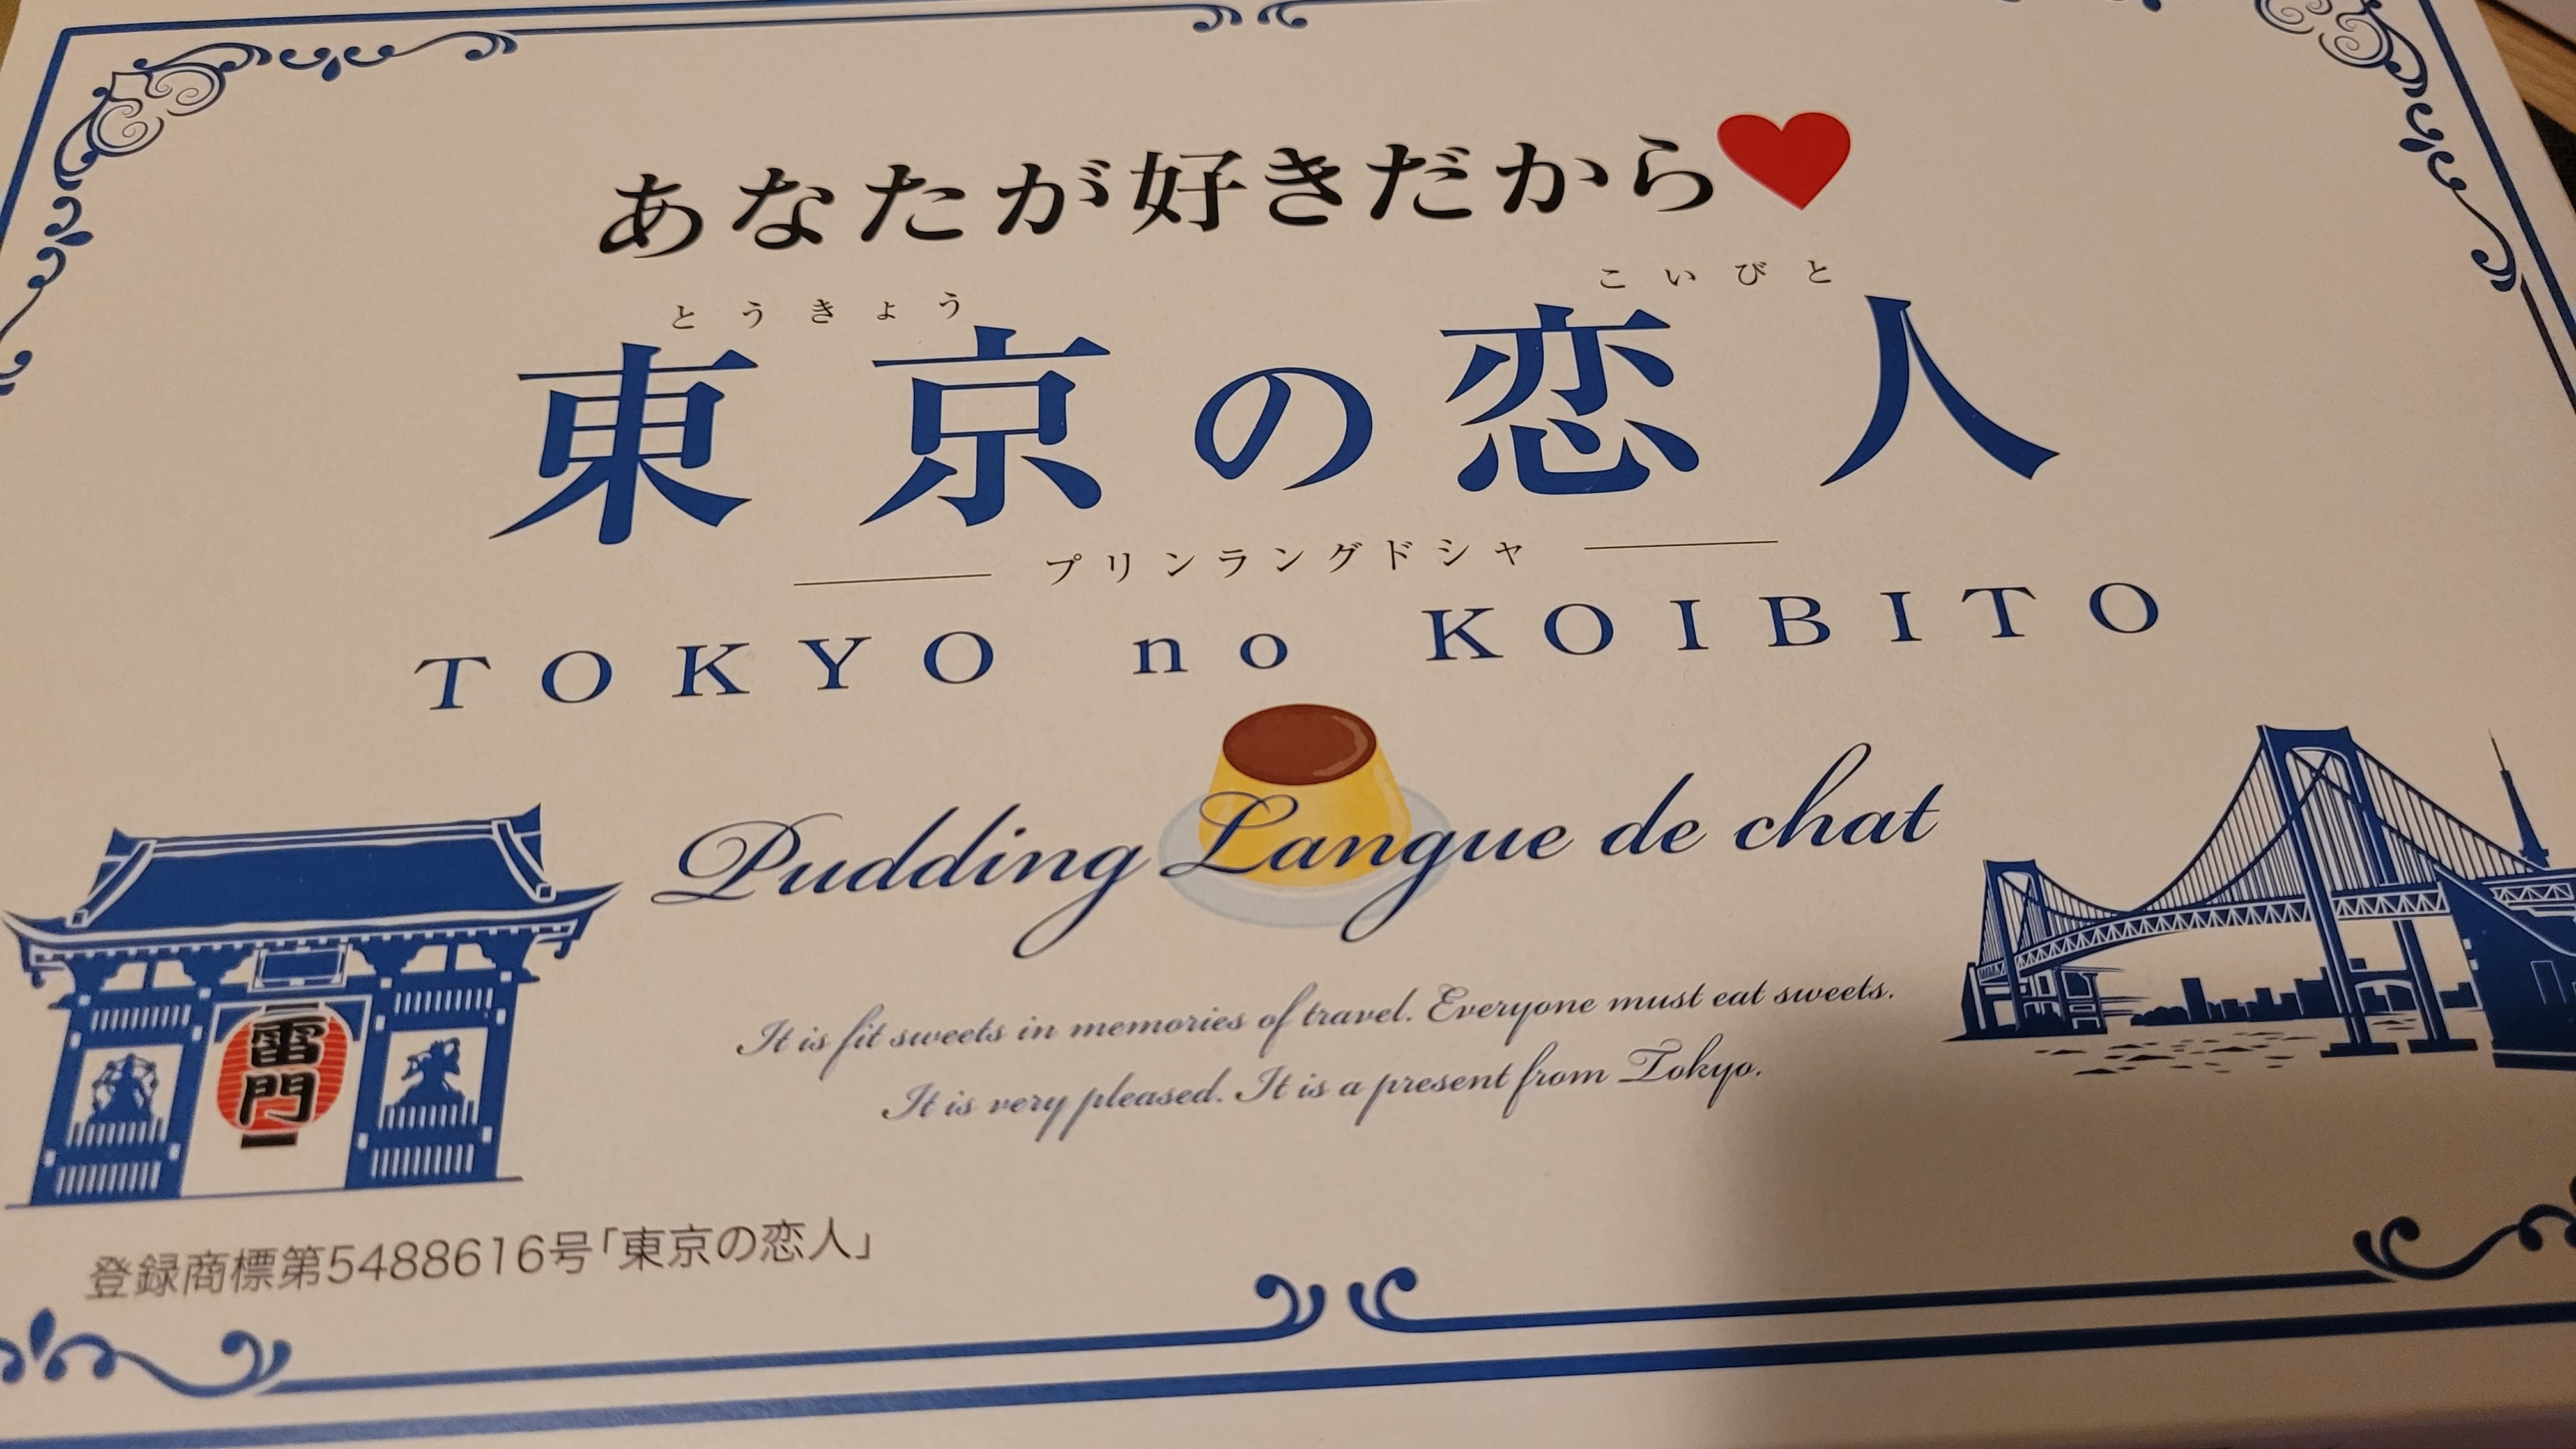 あなたが好きだから♥
とうきょう こいびと
東京の恋人
プリンラングドシャ
TOKYO no KOIBITO
Pudding Langue de chat
It is fit sweets in memories of travel. Everyone must eat sweets.
It is very pleased. It is a present from Tokyo.
雷門
登録商標第5488616号「東京の恋人」